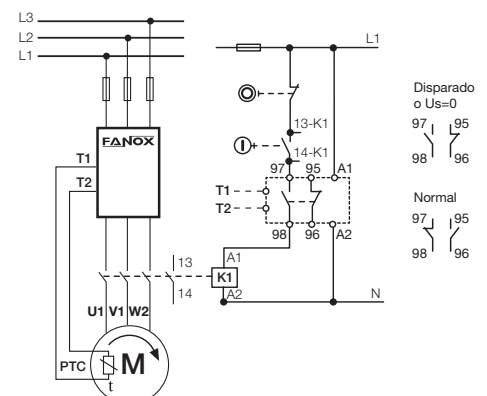 L3
L2
L1
L1
FANOX
T1
T2
13-K1
14-K1
97 95 A1
T1
T2
98 96 A2
13
14
A1
K1
A2
N
U1 V1 W2
PTC
M
t
Disparado
o Us=0
97 95
98 96
Normal
97 95
98 96